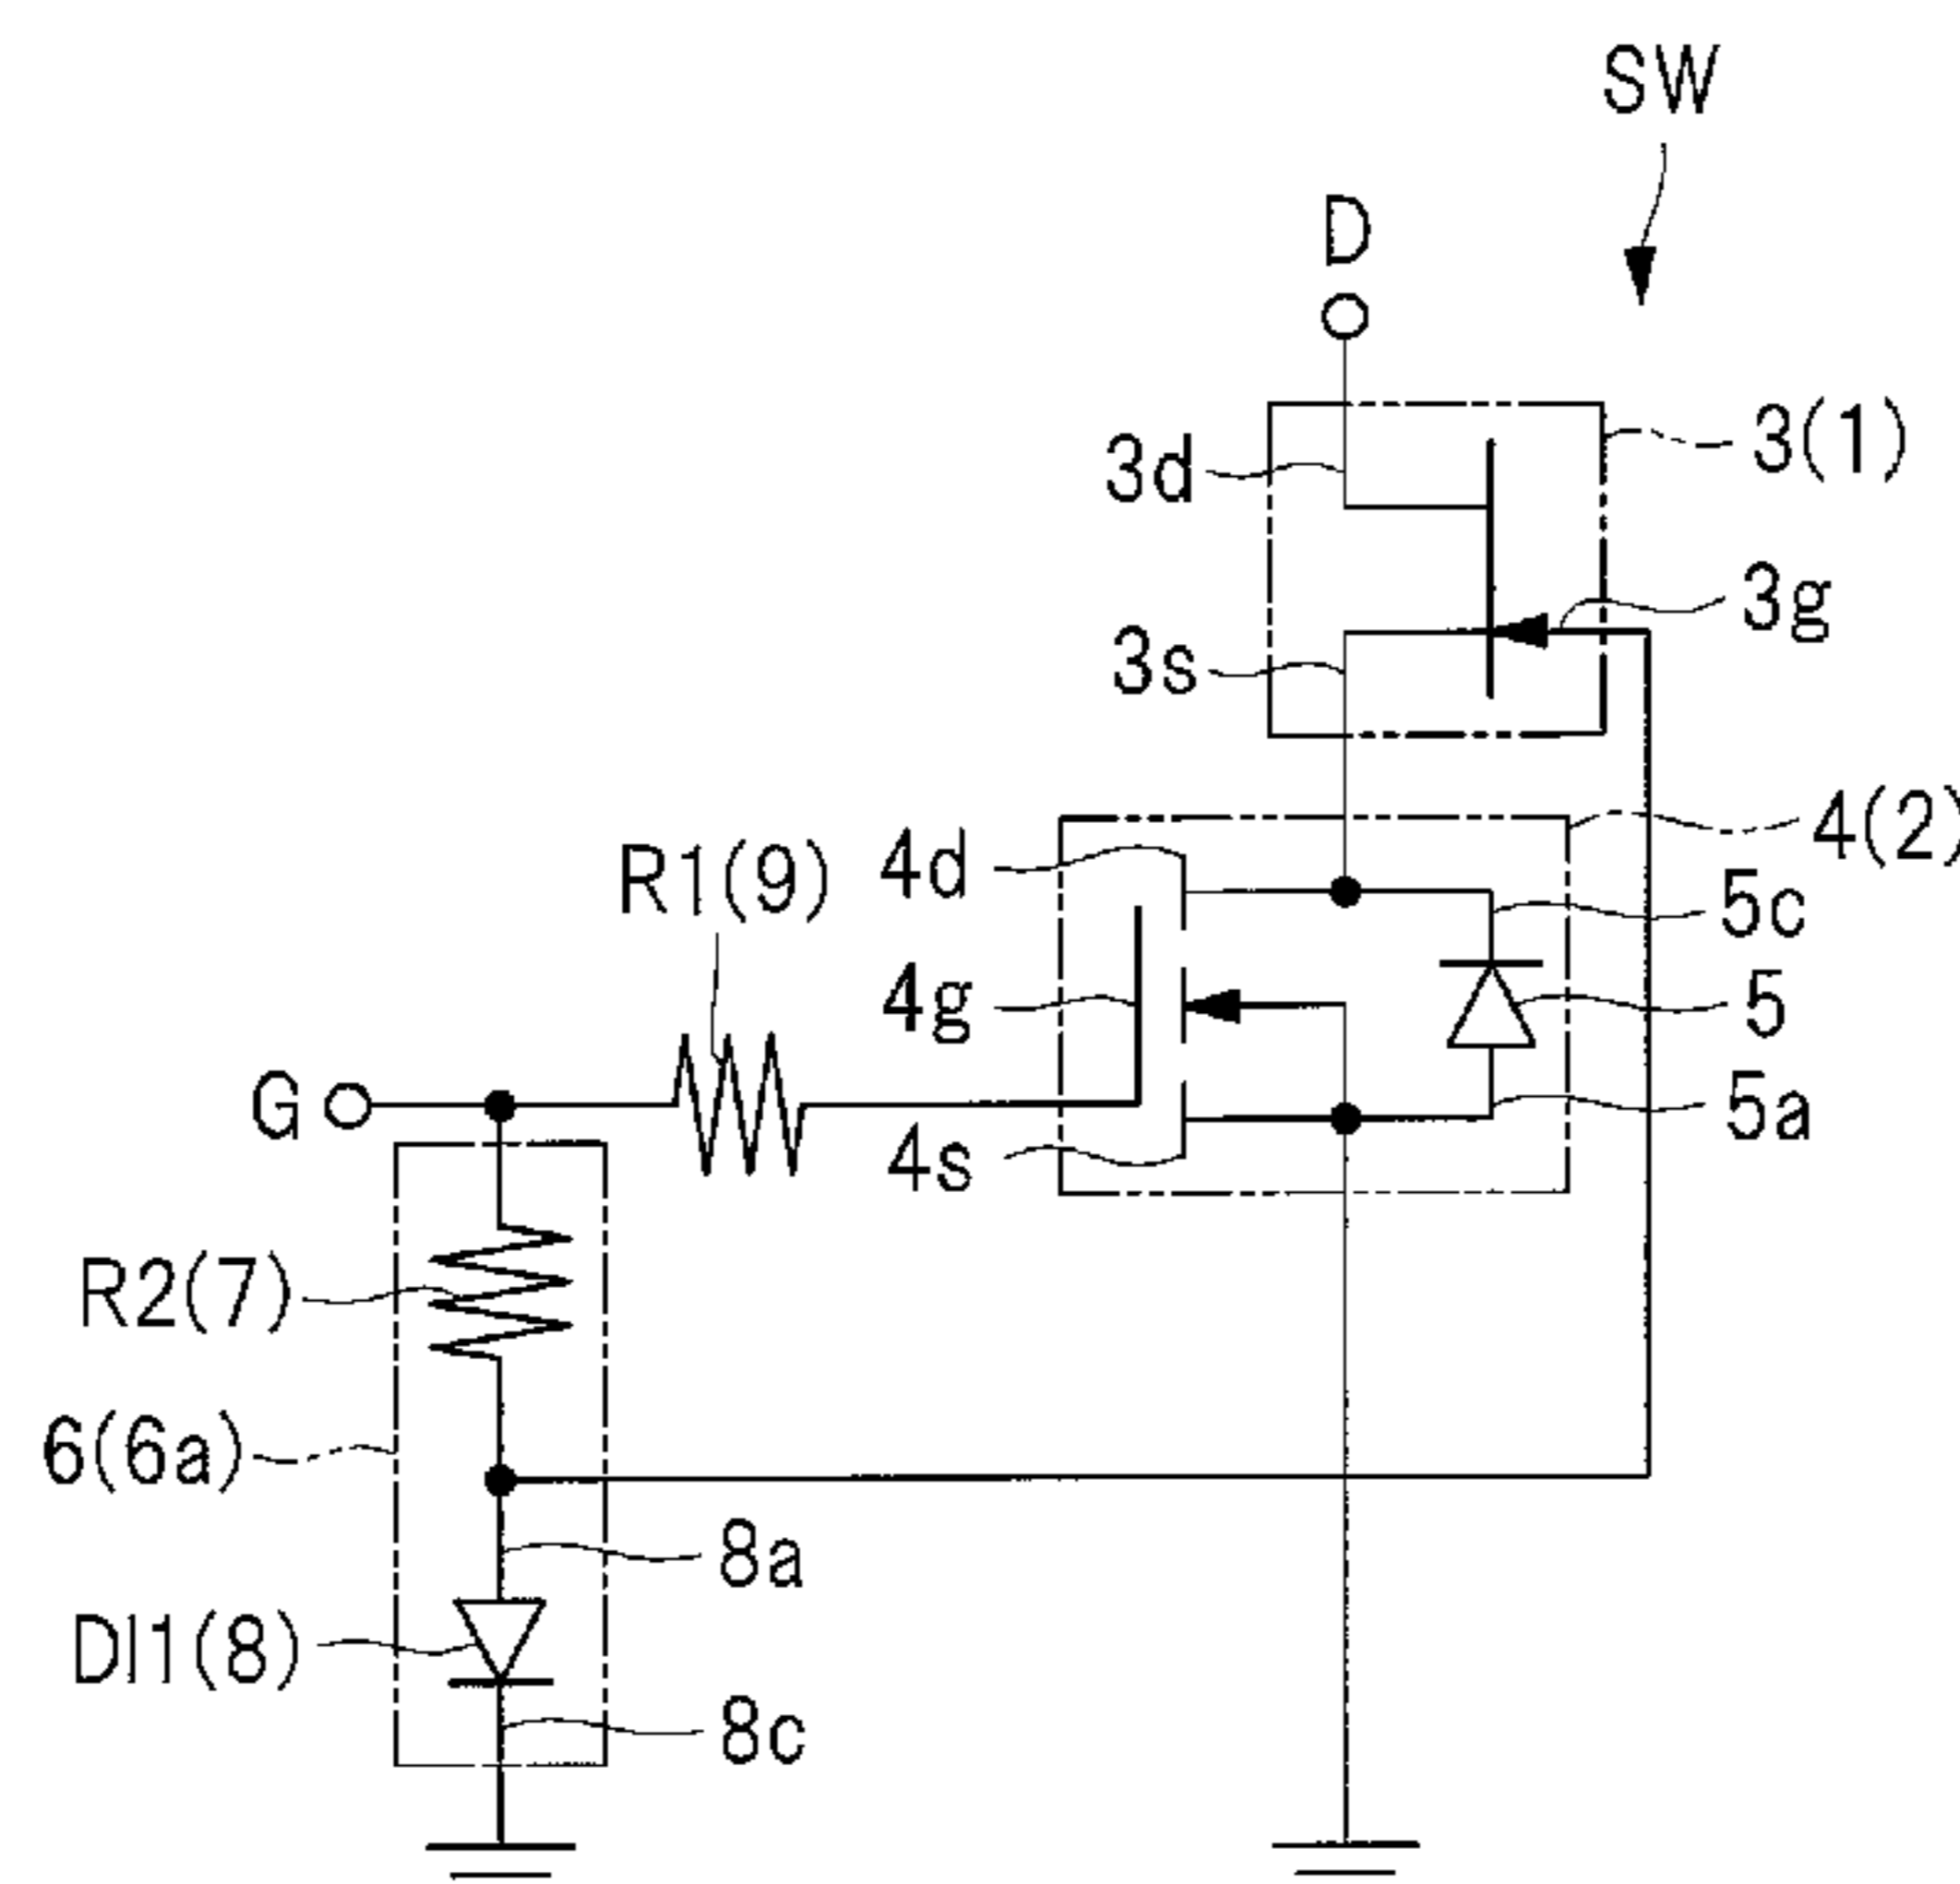 SW
D
3(1)
3d
3g
3s
4(2)
R1(9)
4d
5c
4g
5
G
5a
4s
R2(7)
6(6a)
8a
DI1(8)
8c